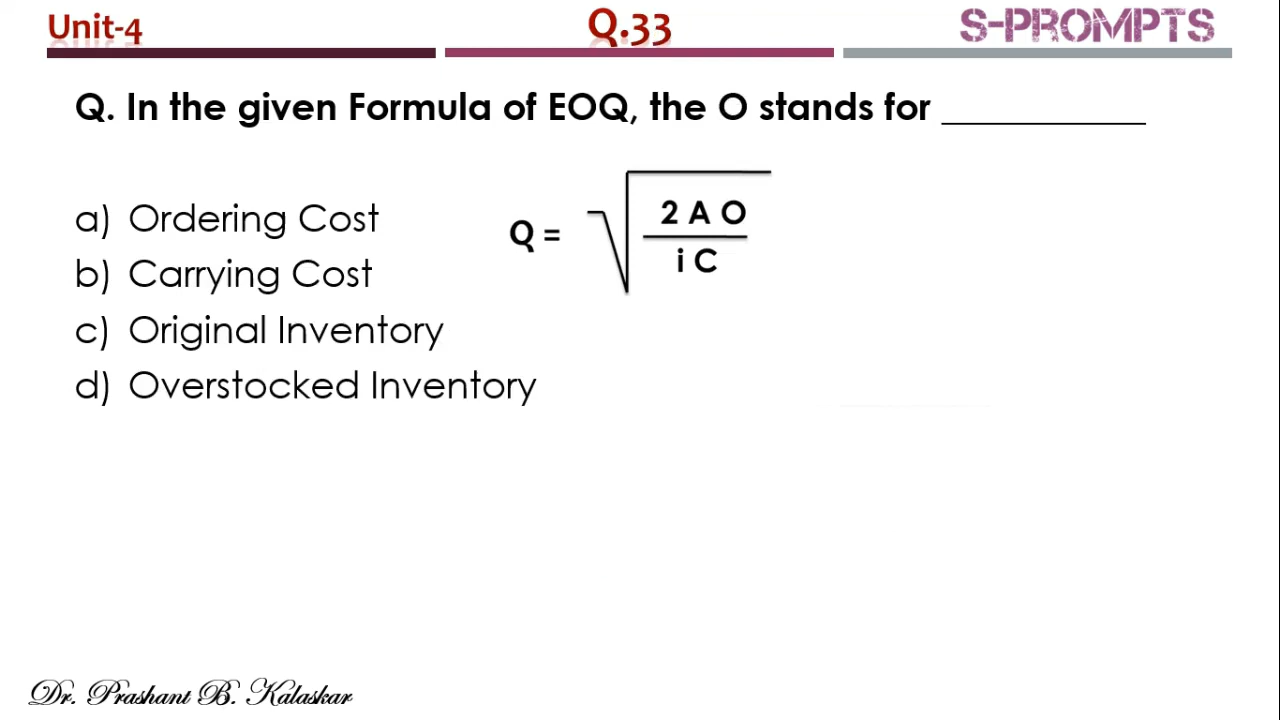 Unit-4
Q.33
S-PROMPTS
Q. In the given Formula of EOQ, the O stands for ___________
a) Ordering Cost
b) Carrying Cost
c) Original Inventory
d) Overstocked Inventory
Q = √ 2 A O
i C
Dr. Prashant B. Kalaskar